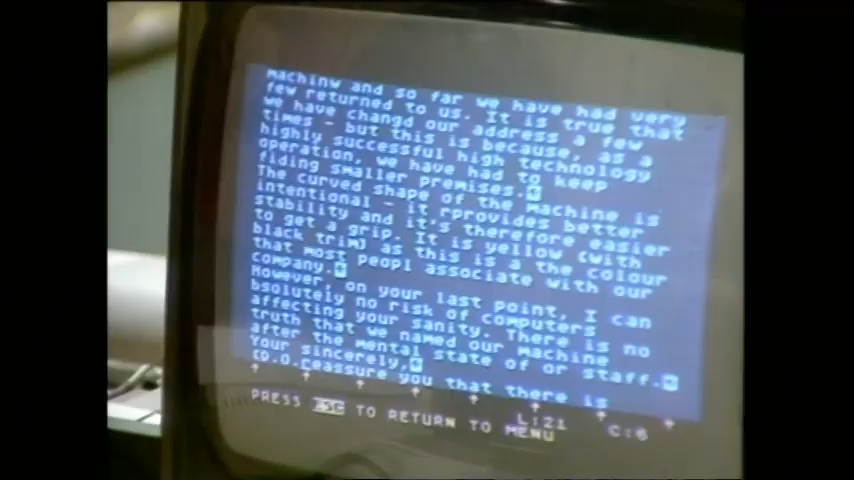 machinw and so far we have had very
few returned to us. It is true that
we have changd our address a few
times - but this is because, as a
highly successful high technology
operation, we have had to keep
fiding smaller premises.
The curved shape of the machine is
intentional - it rprovides better
stability and it's therefore easier
to get a grip. It is yellow (with
black trim) as this is a the colour
that most peopl associate with our
company.
However, on your last point, I can
bsolutely no risk of computers
affecting your sanity. There is no
truth that we named our machine
after the mental state of or staff.
Your sincerely,
(D.O.Ceassure you that there is
L:21 C:6
PRESS ESC TO RETURN TO MENU